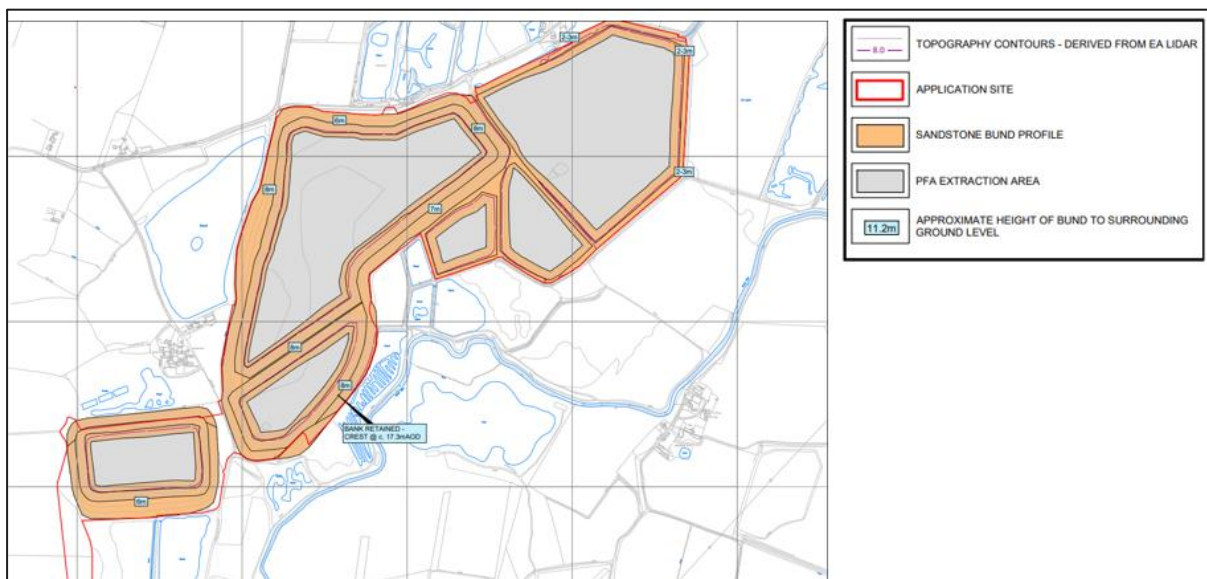 2-3m
2-3m
6m
8m
8m
2-3m
7m
8m
8m
BANK RETAINED -
CREST @ c. 17.3mAOD
6m
8.0
TOPOGRAPHY CONTOURS - DERIVED FROM EA LIDAR
APPLICATION SITE
SANDSTONE BUND PROFILE
PFA EXTRACTION AREA
11.2m
APPROXIMATE HEIGHT OF BUND TO SURROUNDING
GROUND LEVEL